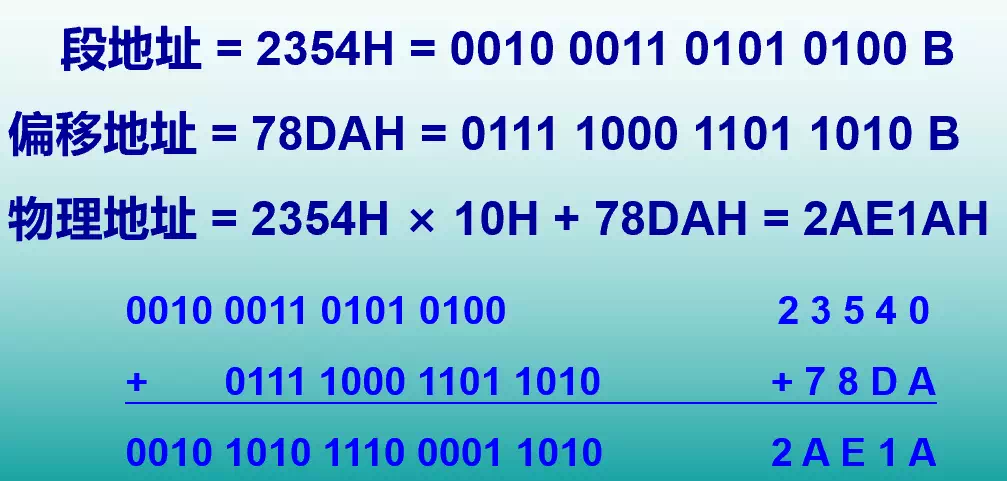 段地址 = 2354H = 0010 0011 0101 0100 B
偏移地址 = 78DAH = 0111 1000 1101 1010 B
物理地址 = 2354H × 10H + 78DAH = 2AE1AH
0010 0011 0101 0100 2 3 5 4 0
+ 0111 1000 1101 1010 + 7 8 D A
0010 1010 1110 0001 1010 2 A E 1 A